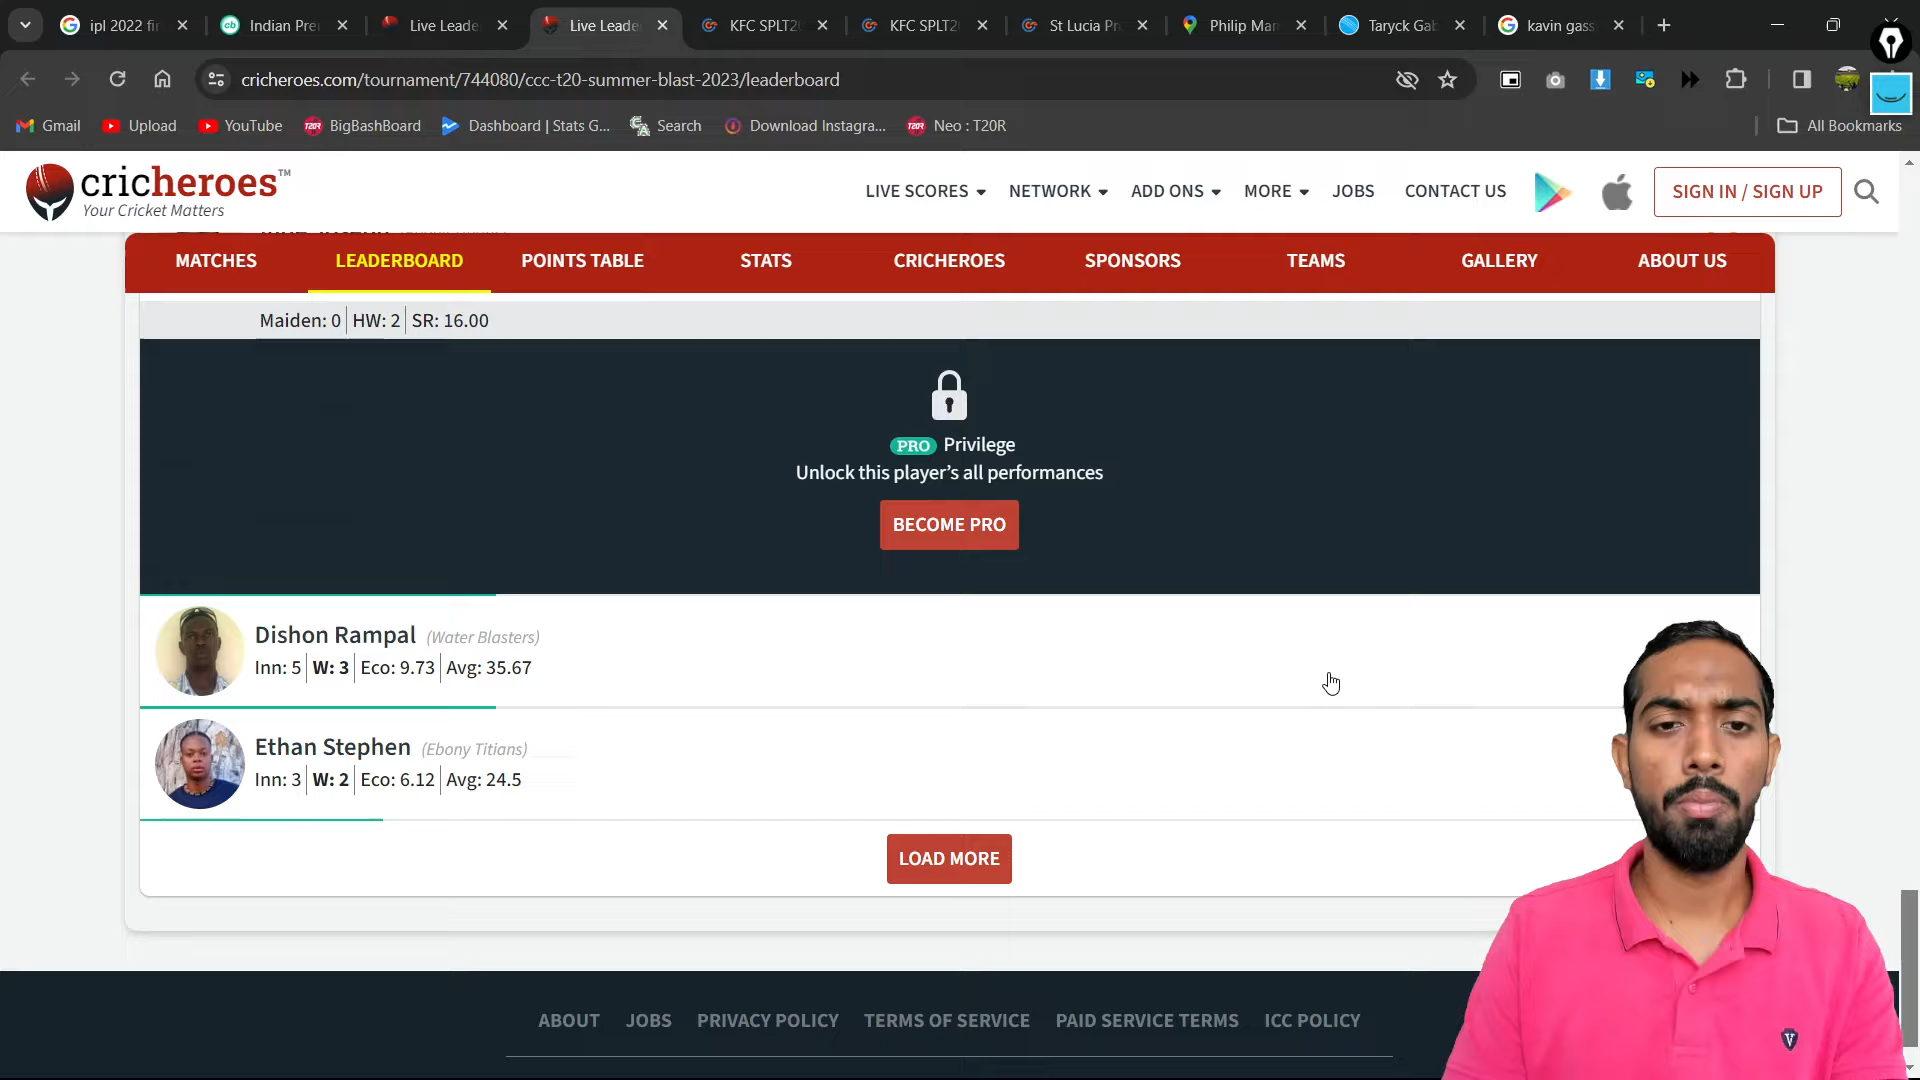 ipl 2022 fi
Indian Pre
Live Leade
Live Leade
KFC SPLT2
KFC SPLT2
St Lucia Pr
Philip Mar
Taryck Gab
kavin gass
cricheroes.com/tournament/744080/ccc-t20-summer-blast-2023/leaderboard
Gmail
Upload
YouTube
BigBashBoard
Dashboard | Stats G...
Search
Download Instagra...
Neo : T20R
All Bookmarks
cricheroes™
Your Cricket Matters
LIVE SCORES
NETWORK
ADD ONS
MORE
JOBS
CONTACT US
SIGN IN / SIGN UP
MATCHES
LEADERBOARD
POINTS TABLE
STATS
CRICHEROES
SPONSORS
TEAMS
GALLERY
ABOUT US
Maiden: 0 | HW: 2 | SR: 16.00
PRO Privilege
Unlock this player's all performances
BECOME PRO
Dishon Rampal (Water Blasters)
Inn: 5 | W: 3 | Eco: 9.73 | Avg: 35.67
Ethan Stephen (Ebony Titians)
Inn: 3 | W: 2 | Eco: 6.12 | Avg: 24.5
LOAD MORE
ABOUT
JOBS
PRIVACY POLICY
TERMS OF SERVICE
PAID SERVICE TERMS
ICC POLICY
V